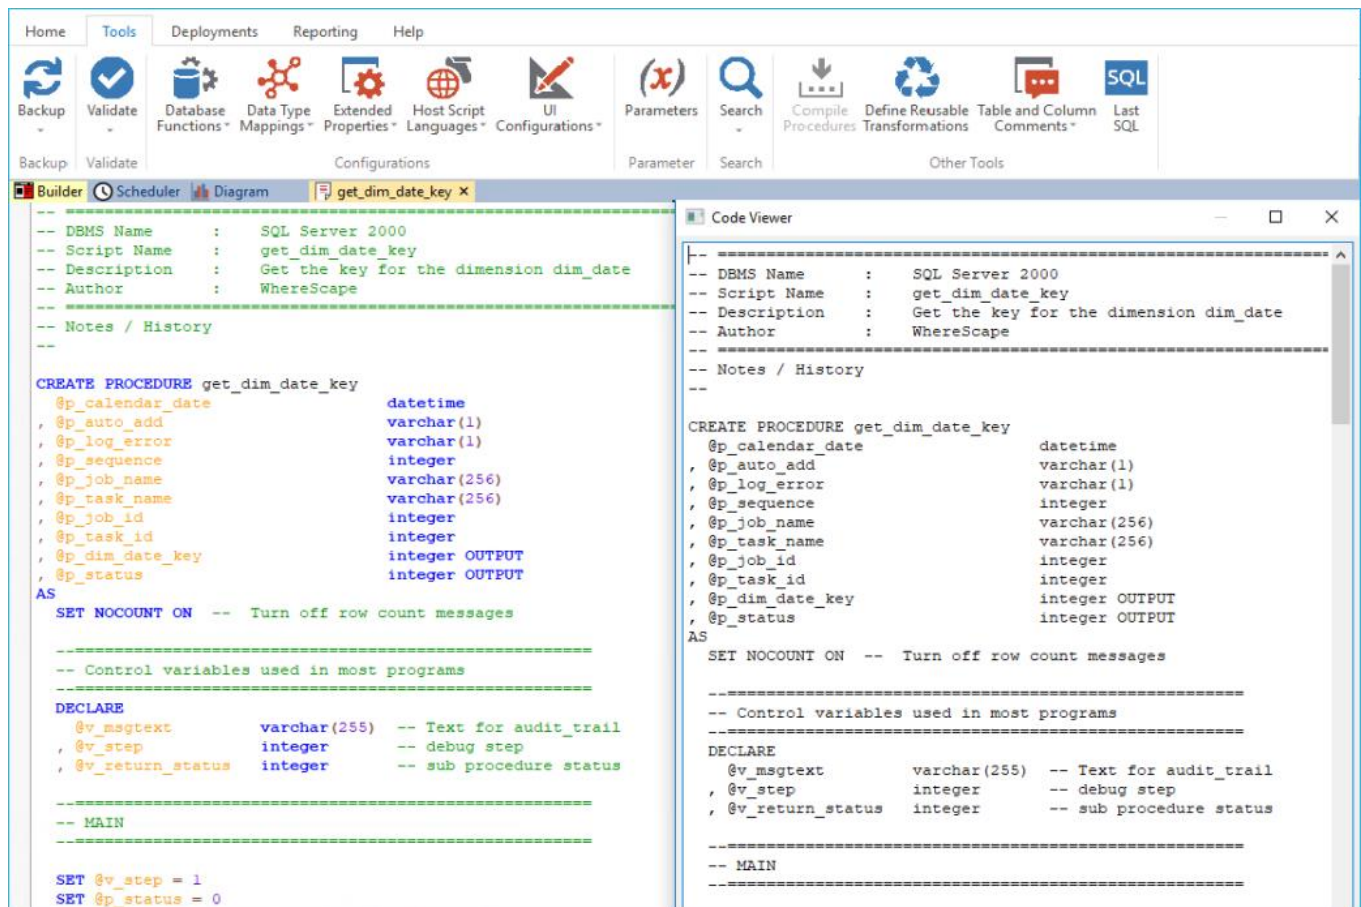 Home Tools Deployments Reporting Help
Backup Validate Database Functions Data Type Mappings Extended Properties Host Script Languages UI Configurations Parameters Search Compile Procedures Define Reusable Transformations Table and Column Comments Last SQL
SQL
Backup Validate Configurations Parameter Search Other Tools
Builder Scheduler Diagram get_dim_date_key ×
-- ==================================================================
-- DBMS Name : SQL Server 2000
-- Script Name : get_dim_date_key
-- Description : Get the key for the dimension dim_date
-- Author : WhereScape
-- ==================================================================
-- Notes / History
--
CREATE PROCEDURE get_dim_date_key
@p_calendar_date datetime
, @p_auto_add varchar(1)
, @p_log_error varchar(1)
, @p_sequence integer
, @p_job_name varchar(256)
, @p_task_name varchar(256)
, @p_job_id integer
, @p_task_id integer
, @p_dim_date_key integer OUTPUT
, @p_status integer OUTPUT
AS
SET NOCOUNT ON -- Turn off row count messages
--=====================================================
-- Control variables used in most programs
--=====================================================
DECLARE
@v_msgtext varchar(255) -- Text for audit_trail
, @v_step integer -- debug step
, @v_return_status integer -- sub procedure status
--=====================================================
-- MAIN
--=====================================================
SET @v_step = 1
SET @p_status = 0
Code Viewer
-- ==================================================================
-- DBMS Name : SQL Server 2000
-- Script Name : get_dim_date_key
-- Description : Get the key for the dimension dim_date
-- Author : WhereScape
-- ==================================================================
-- Notes / History
--
CREATE PROCEDURE get_dim_date_key
@p_calendar_date datetime
, @p_auto_add varchar(1)
, @p_log_error varchar(1)
, @p_sequence integer
, @p_job_name varchar(256)
, @p_task_name varchar(256)
, @p_job_id integer
, @p_task_id integer
, @p_dim_date_key integer OUTPUT
, @p_status integer OUTPUT
AS
SET NOCOUNT ON -- Turn off row count messages
--=====================================================
-- Control variables used in most programs
--=====================================================
DECLARE
@v_msgtext varchar(255) -- Text for audit_trail
, @v_step integer -- debug step
, @v_return_status integer -- sub procedure status
--=====================================================
-- MAIN
--=====================================================